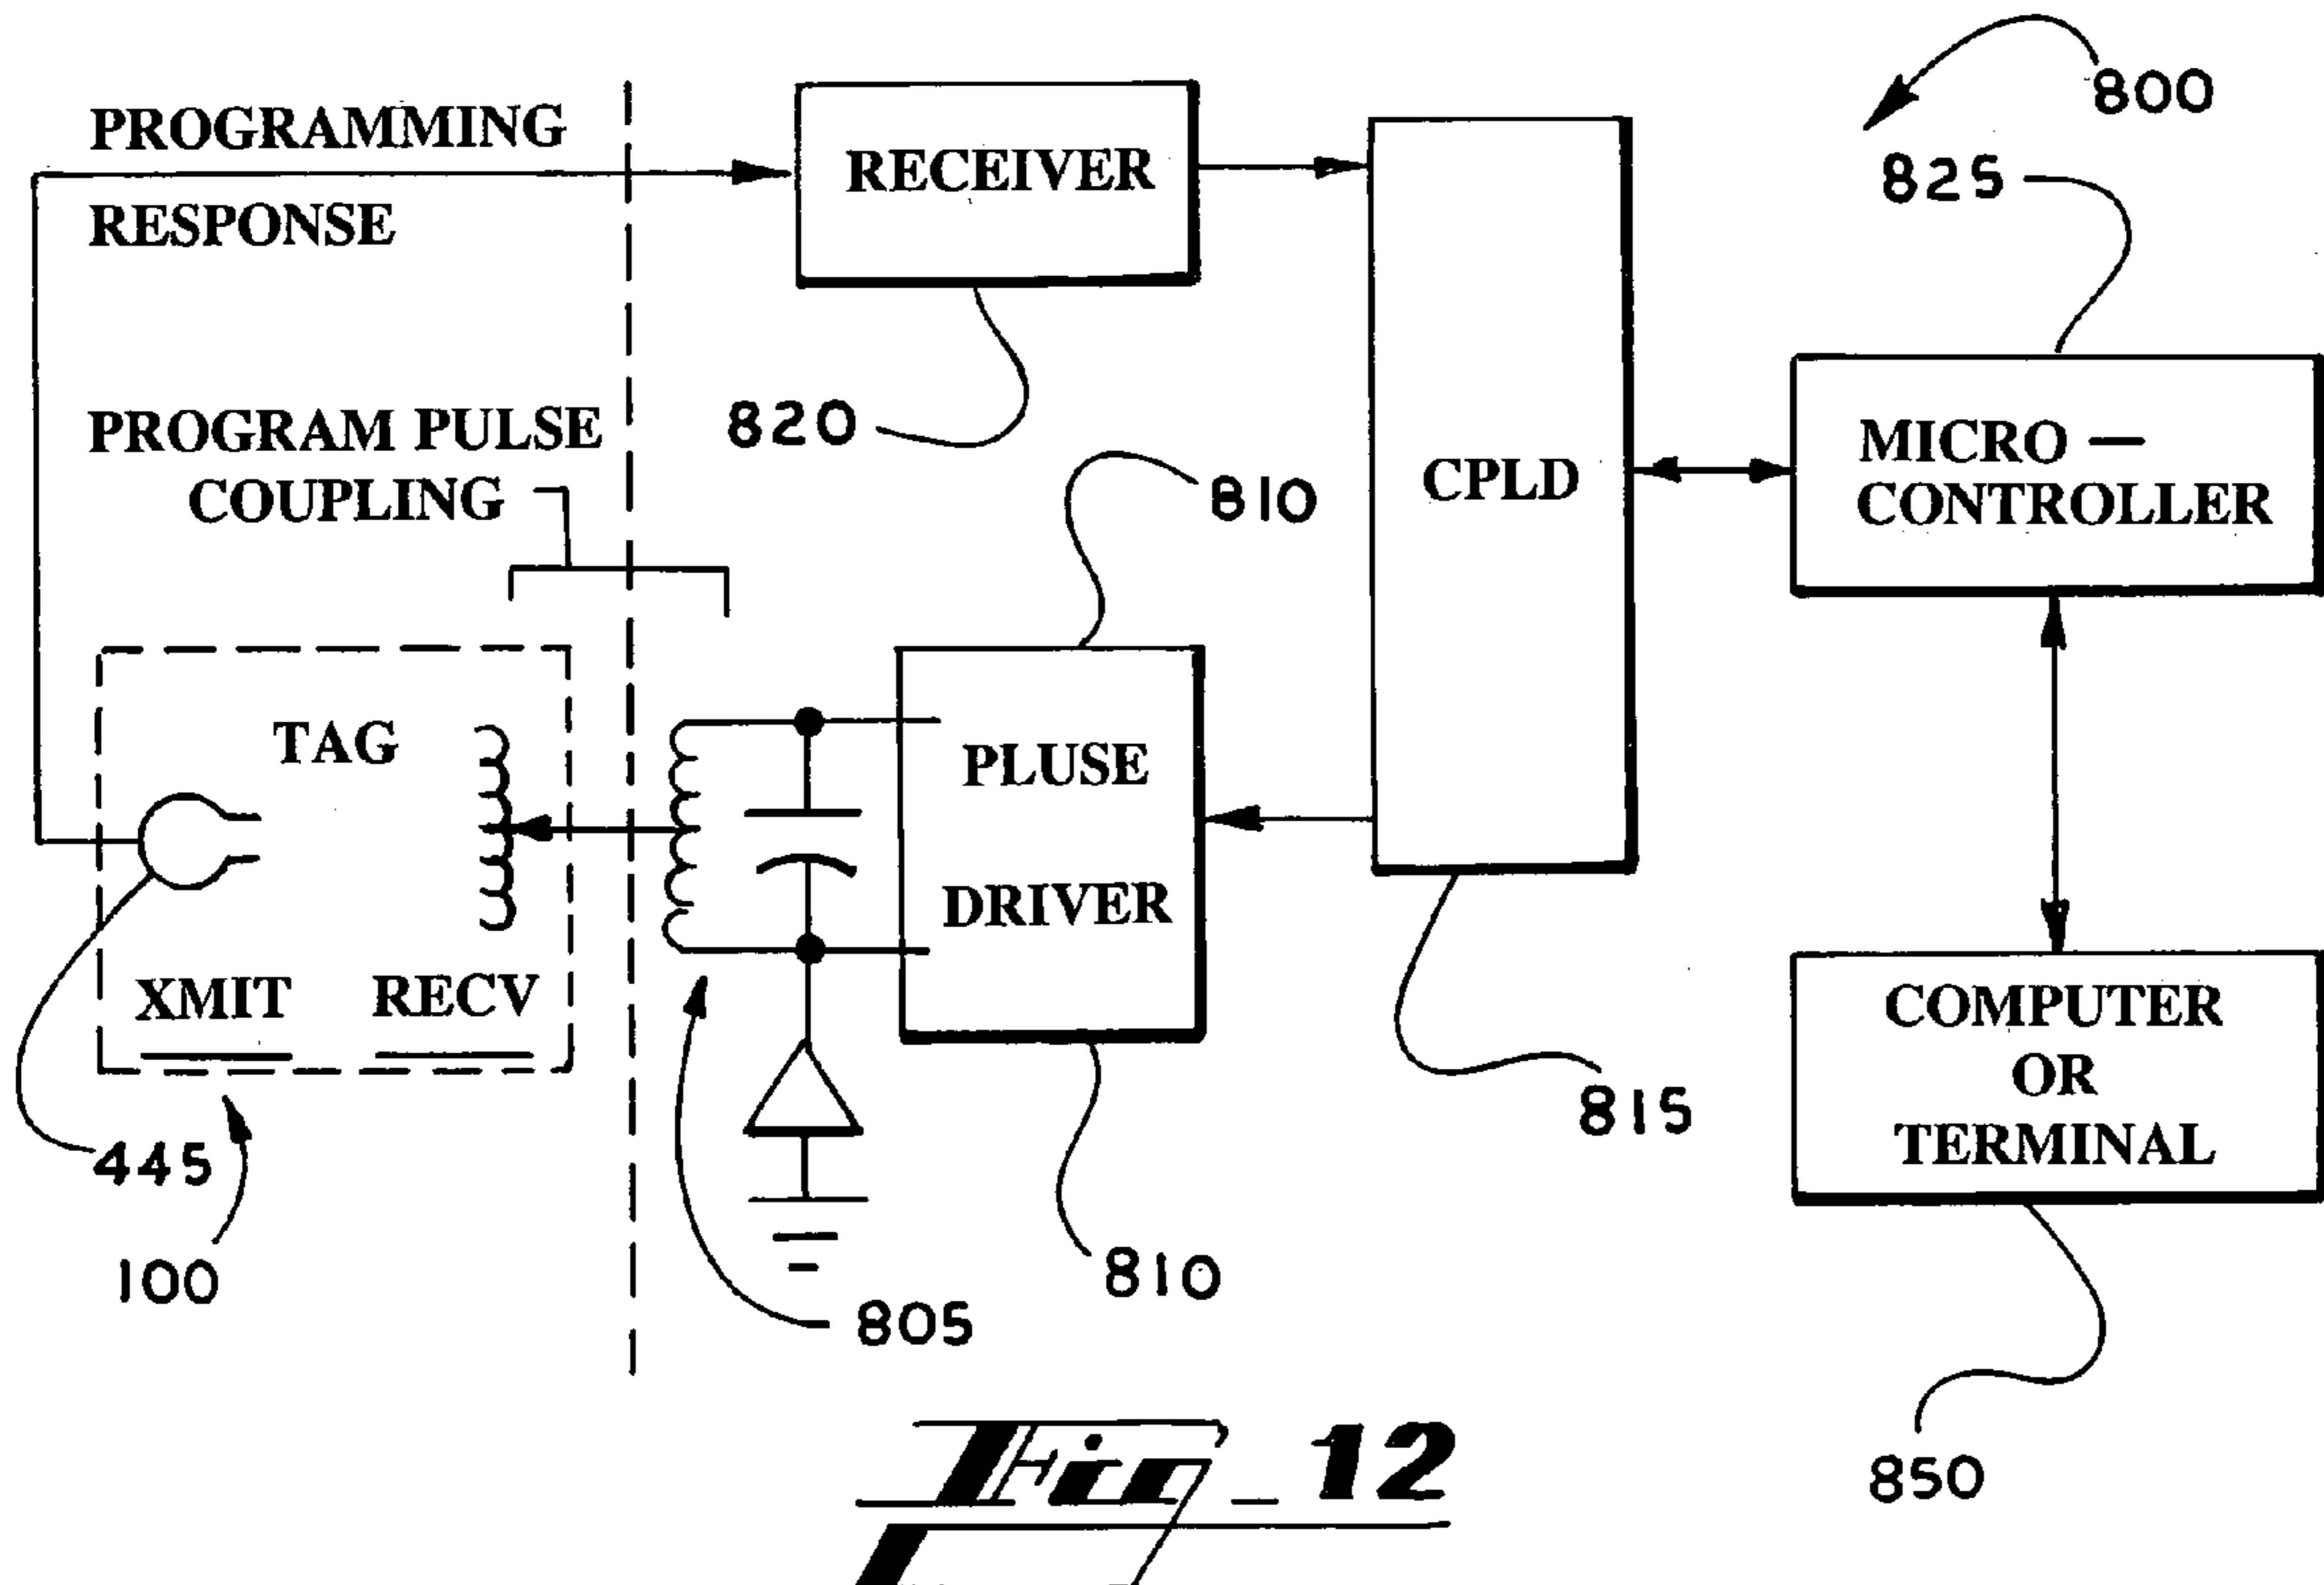 PROGRAMMING
RESPONSE
RECEIVER
800
825
820
PROGRAM PULSE
COUPLING
810
CPLD
MICRO —
CONTROLLER
TAG
XMIT
RECV
PLUSE
DRIVER
COMPUTER
OR
TERMINAL
445
100
805
810
815
850
Fig_12